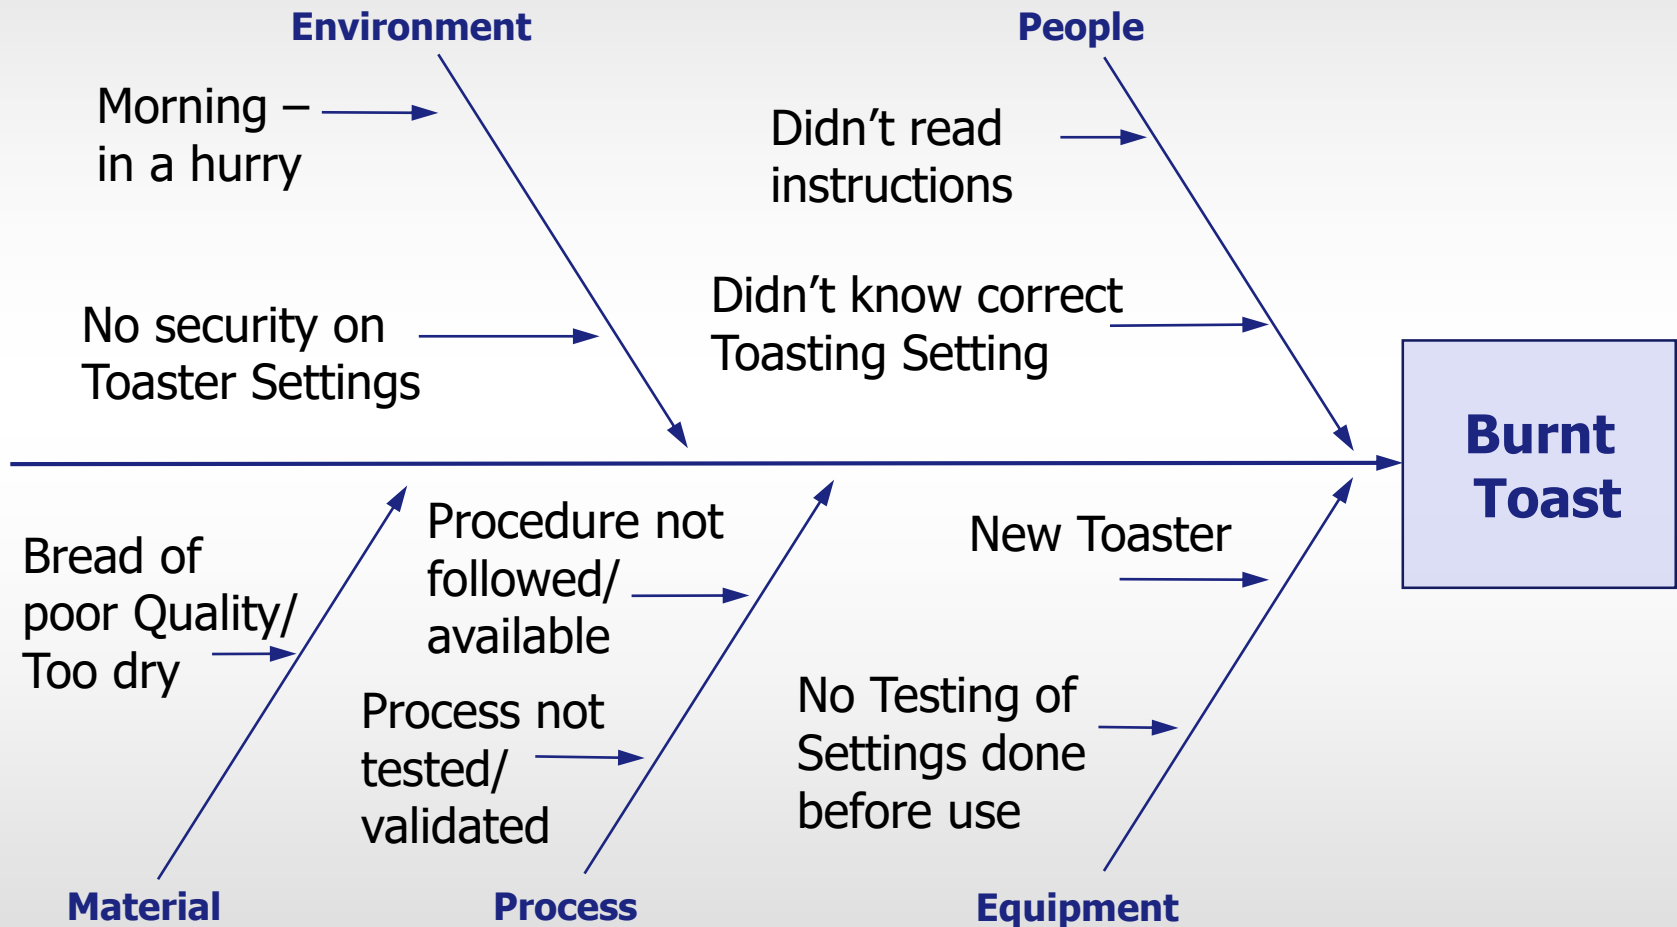 Environment
People
Morning –
in a hurry
Didn’t read
instructions
No security on
Toaster Settings
Didn’t know correct
Toasting Setting
Burnt
Toast
Bread of
poor Quality/
Too dry
Procedure not
followed/
available
Process not
tested/
validated
New Toaster
No Testing of
Settings done
before use
Material
Process
Equipment